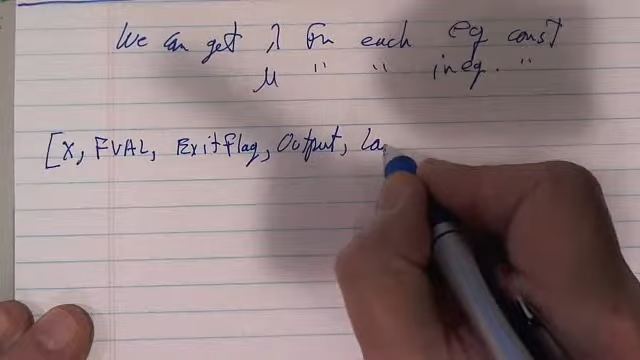 We can get λ for each eq const
μ " " ineq. "
[x, FVAL, ExitFlag, Output, La